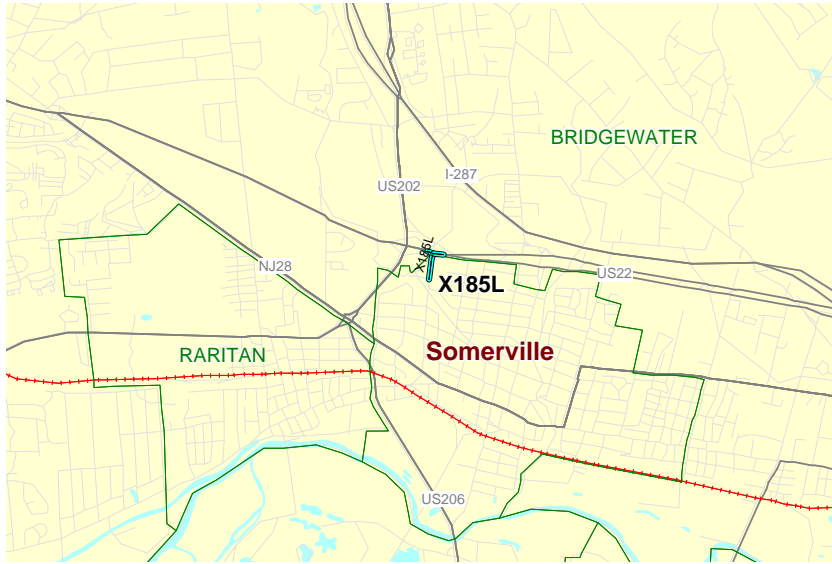 BRIDGEWATER
I-287
US202
X185L
NJ28
US22
X185L
Somerville
RARITAN
US206